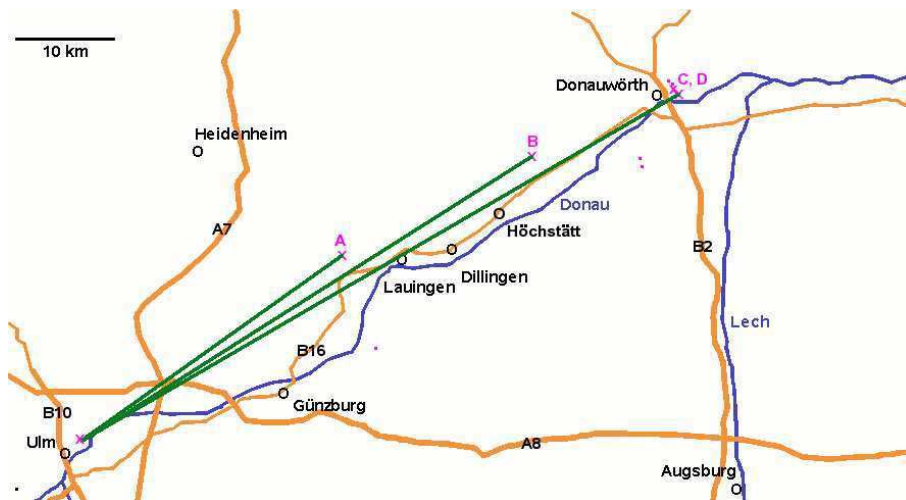 10 km
Donauwörth
C, D
Heidenheim
B
Donau
A7
A
Höchstätt
B2
Dillingen
Lauingen
Lech
B16
Günzburg
B10
Ulm
A8
Augsburg